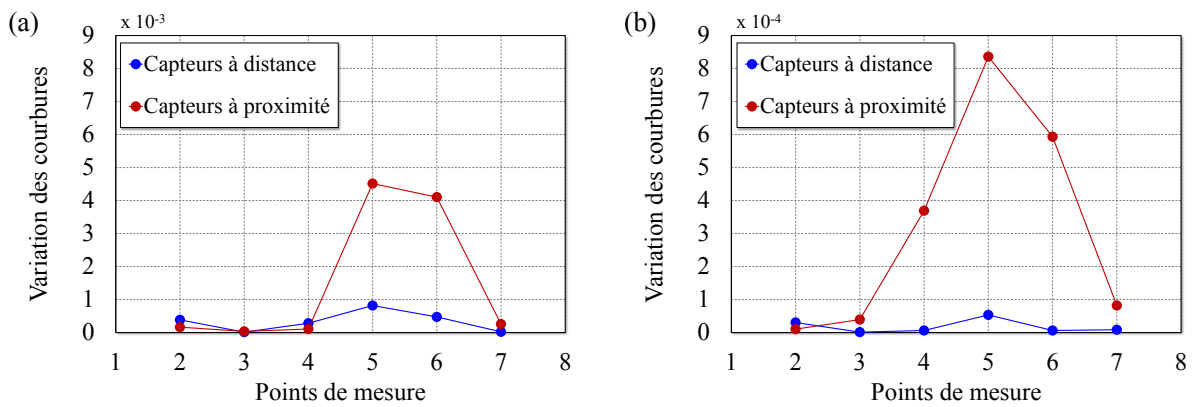 (a)
x 10-3
Variation des courbures
9
8
7
6
5
4
3
2
1
0
Capteurs à distance
Capteurs à proximité
1 2 3 4 5 6 7 8
Points de mesure
(b)
x 10-4
Variation des courbures
9
8
7
6
5
4
3
2
1
0
Capteurs à distance
Capteurs à proximité
1 2 3 4 5 6 7 8
Points de mesure